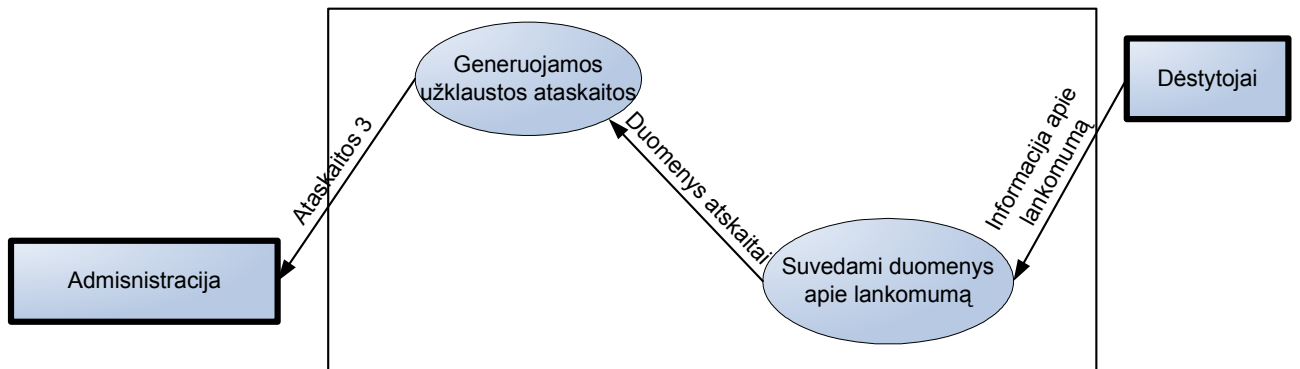 Generuojamos
užklaustos ataskaitos
Dėstytojai
Ataskaitos 3
Duomenys atskaitai
Informacija apie
lankomumą
Admisnistracija
Suvedami duomenys
apie lankomumą